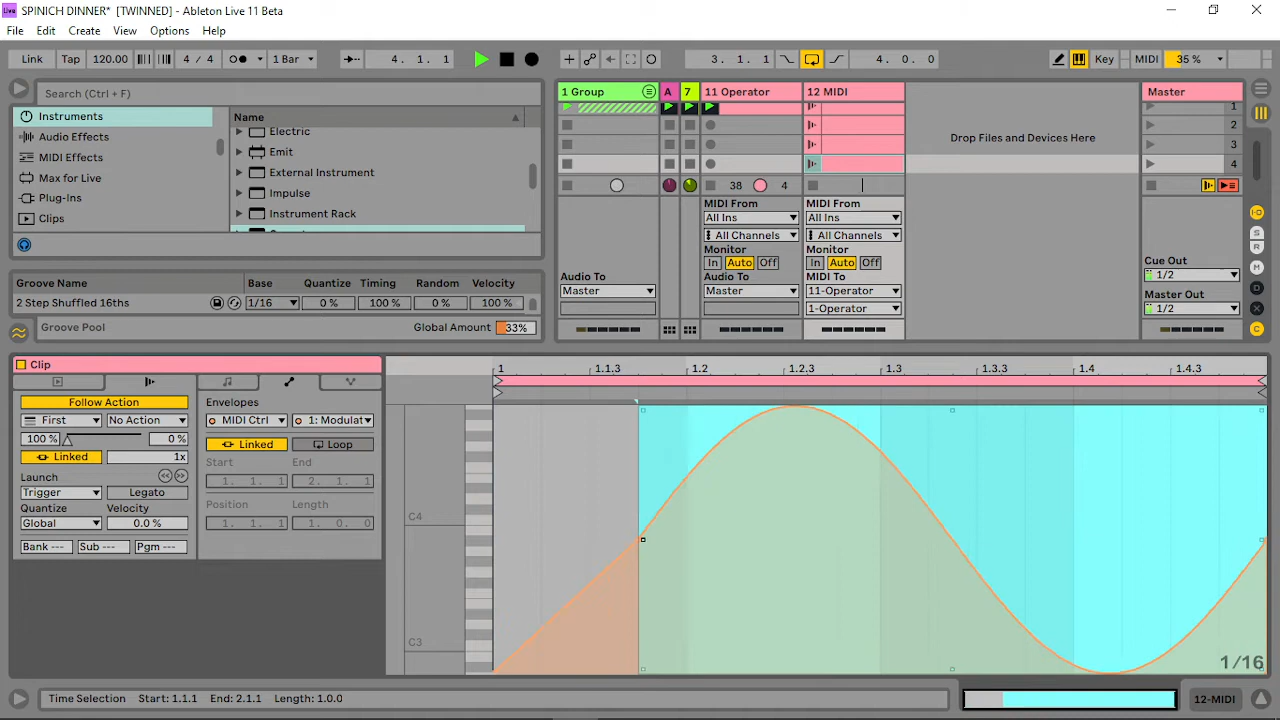 Live SPINICH DINNER* [TWINNED] - Ableton Live 11 Beta
File Edit Create View Options Help
Link Tap 120.00 4 / 4 1 Bar 4. 1. 1 3. 1. 1 4. 0. 0 Key MIDI 35 %
Search (Ctrl + F)
Instruments
Audio Effects
MIDI Effects
Max for Live
Plug-Ins
Clips
Name
Electric
Emit
External Instrument
Impulse
Instrument Rack
Groove Name Base Quantize Timing Random Velocity
2 Step Shuffled 16ths 1/16 0 % 100 % 0 % 100 %
Groove Pool Global Amount 33%
1 Group A 7 11 Operator 12 MIDI Master
1
2
3
4
Drop Files and Devices Here
38 4
MIDI From MIDI From
All Ins All Ins
All Channels All Channels
Monitor Monitor
In Auto Off In Auto Off
Audio To Audio To MIDI To
Master Master 11-Operator
1-Operator
Cue Out
1/2
Master Out
1/2
S
R
M
D
X
C
Clip
Follow Action
First No Action
100 % 0 %
Linked 1x
Launch
Trigger Legato
Quantize Velocity
Global 0.0 %
Bank --- Sub --- Pgm ---
Envelopes
MIDI Ctrl 1: Modulat
Linked Loop
Start End
1. 1. 1 2. 1. 1
Position Length
1. 1. 1 1. 0. 0
1 1.1.3 1.2 1.2.3 1.3 1.3.3 1.4 1.4.3
C4
C3
1/16
Time Selection Start: 1.1.1 End: 2.1.1 Length: 1.0.0
12-MIDI